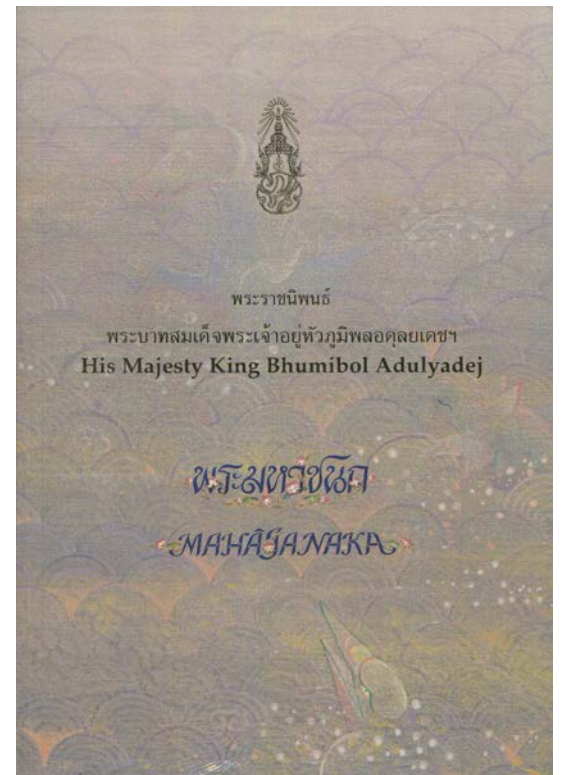 พระราชนิพนธ์
พระบาทสมเด็จพระเจ้าอยู่หัวภูมิพลอดุลยเดชฯ
His Majesty King Bhumibol Adulyadej
พระมหาชนก
MAHĀJANAKA